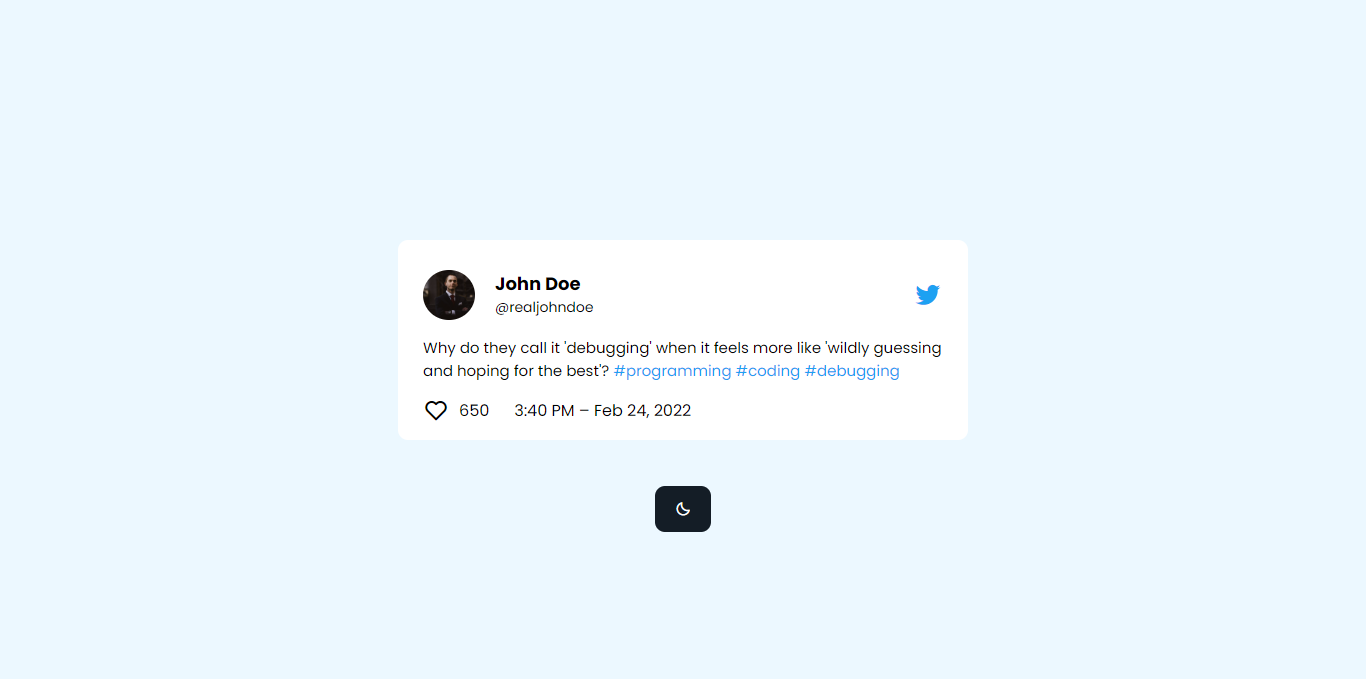 John Doe
@realjohndoe
Why do they call it 'debugging' when it feels more like 'wildly guessing
and hoping for the best'? #programming #coding #debugging
650 3:40 PM – Feb 24, 2022